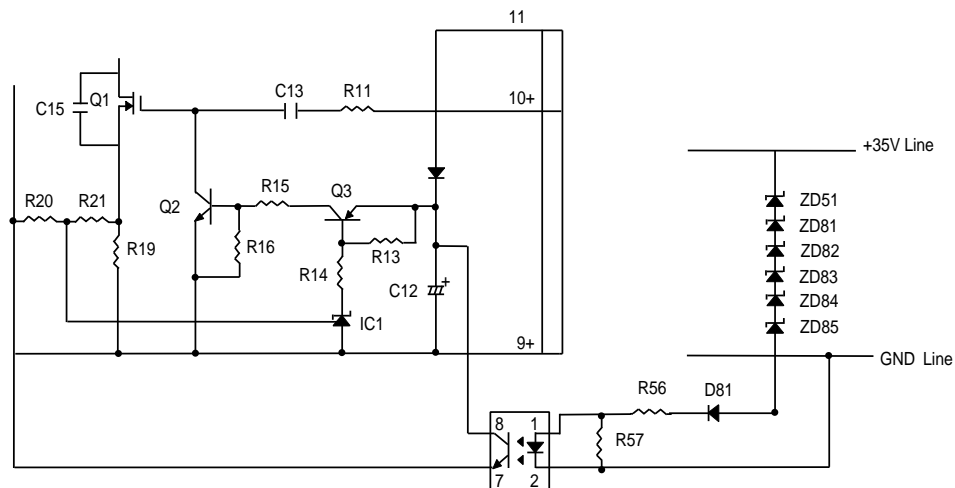 11
C13
R11
10+
C15
Q1
+35V Line
R20
R21
Q2
R15
Q3
ZD51
ZD81
R19
R16
R13
ZD82
R14
ZD83
C12
+
ZD84
IC1
ZD85
9+
GND Line
R56
D81
8
1
R57
7
2